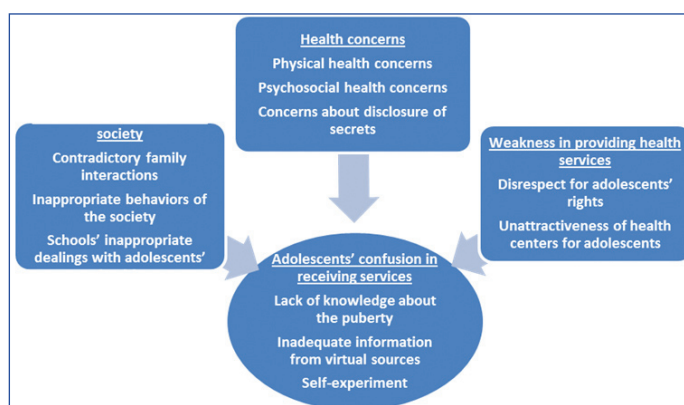 Health concerns
Physical health concerns
Psychosocial health concerns
Concerns about disclosure of
secrets
society
Contradictory family
interactions
Inappropriate behaviors of
the society
Schools' inappropriate
dealings with adolescents'
Weakness in providing health
services
Disrespect for adolescents'
rights
Unattractiveness of health
centers for adolescents
Adolescents' confusion in
receiving services
Lack of knowledge about
the puberty
Inadequate information
from virtual sources
Self-experiment